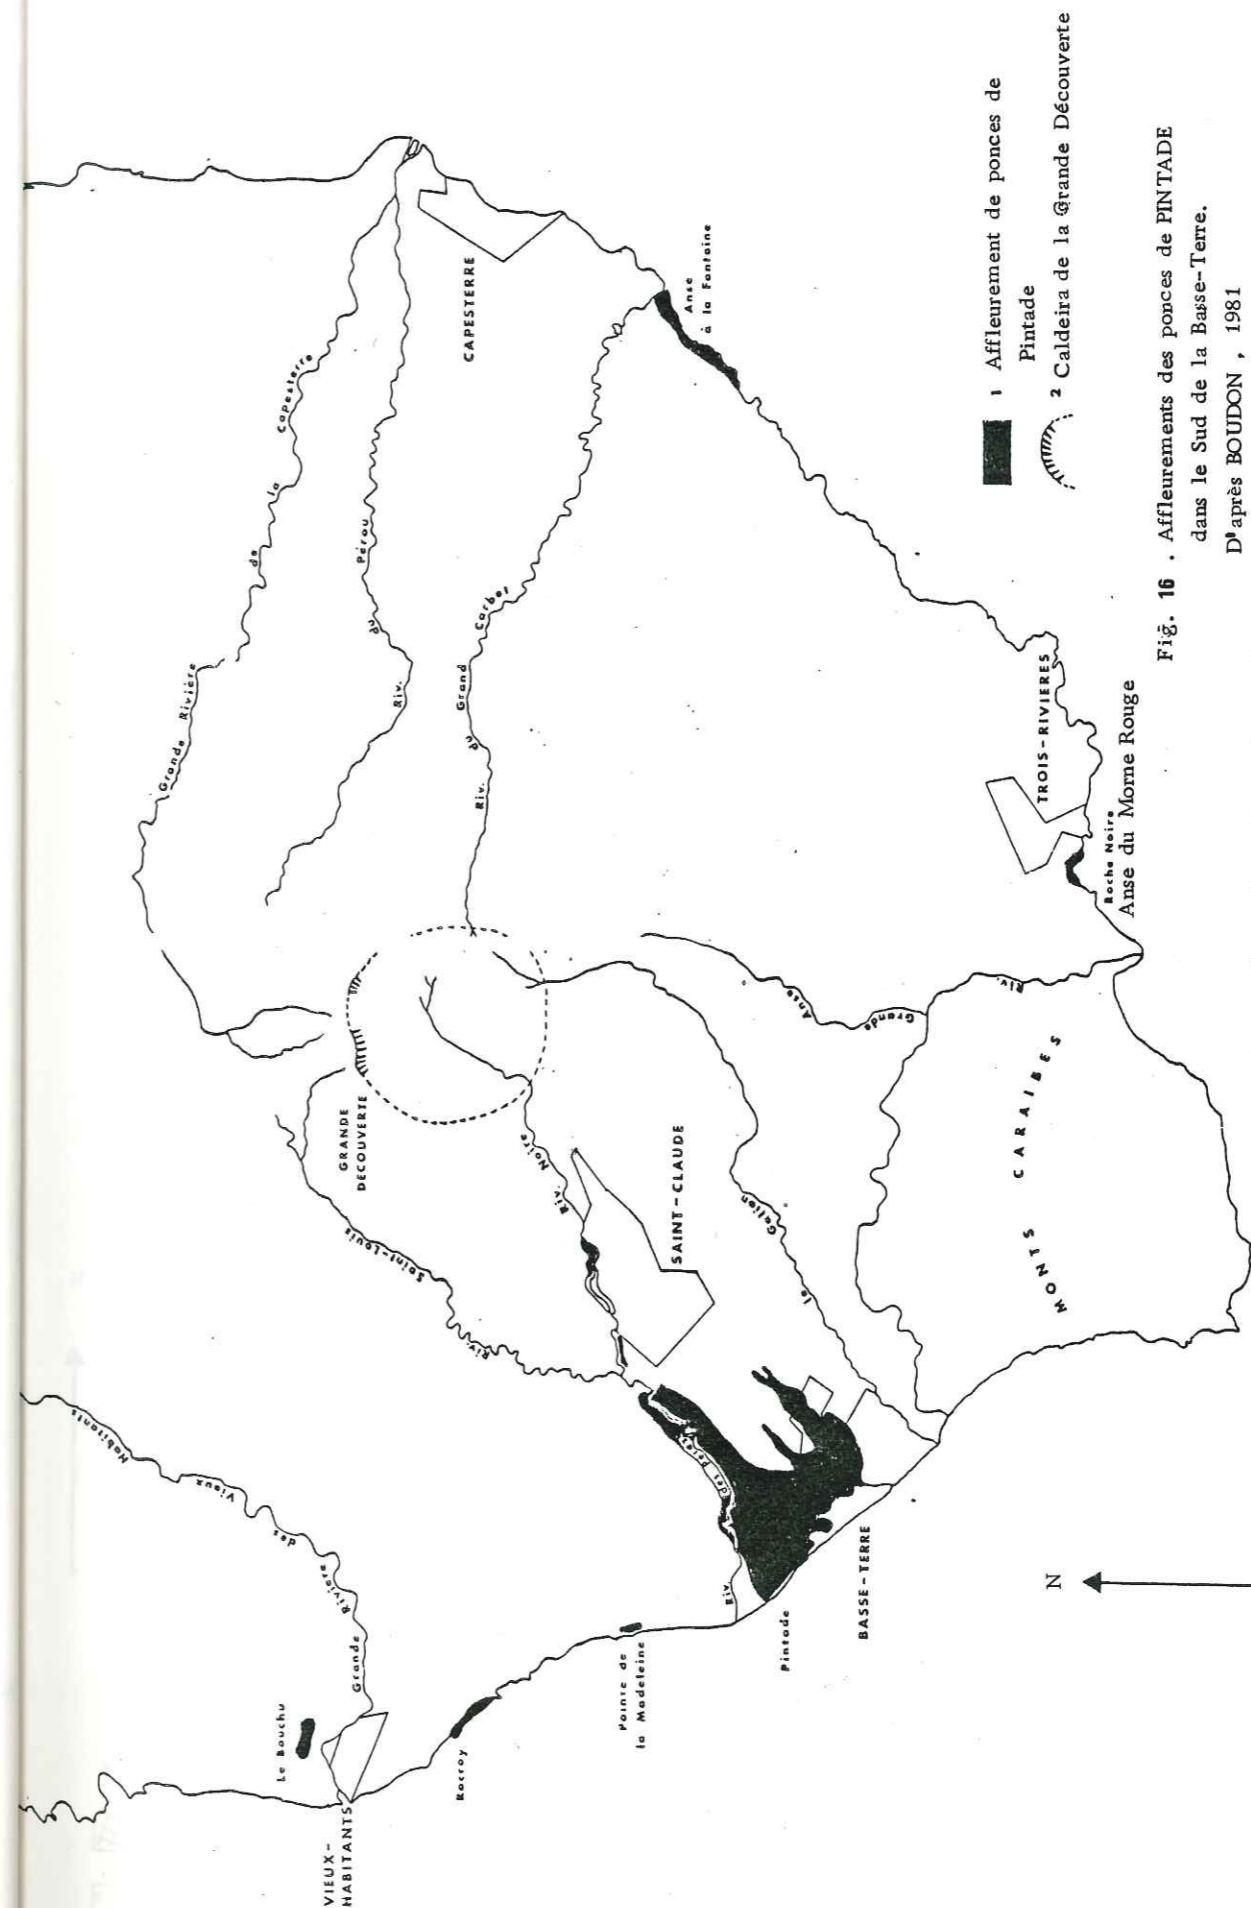 Grande Rivière de la Capesterre
Riv. du Pérou
Riv. du Grand Carbet
CAPESTERRE
Anse
à la Fontaine
Grande Rivière des Vieux Habitants
Le Bouchu
VIEUX-
HABITANTS
Rocroy
Pointe de
la Madeleine
Riv. Saint-Louis
GRANDE
DECOUVERTE
Riv. Noire
SAINT-CLAUDE
Riv. des Pères
Pintade
BASSE-TERRE
le Galion
Riv. Grande Anse
MONTS CARAIBES
TROIS-RIVIERES
Roche Noire
Anse du Morne Rouge
N
1 Affleurement de ponces de
Pintade
2 Caldeira de la Grande Découverte
Fig. 16 . Affleurements des ponces de PINTADE
dans le Sud de la Basse-Terre.
D'après BOUDON , 1981